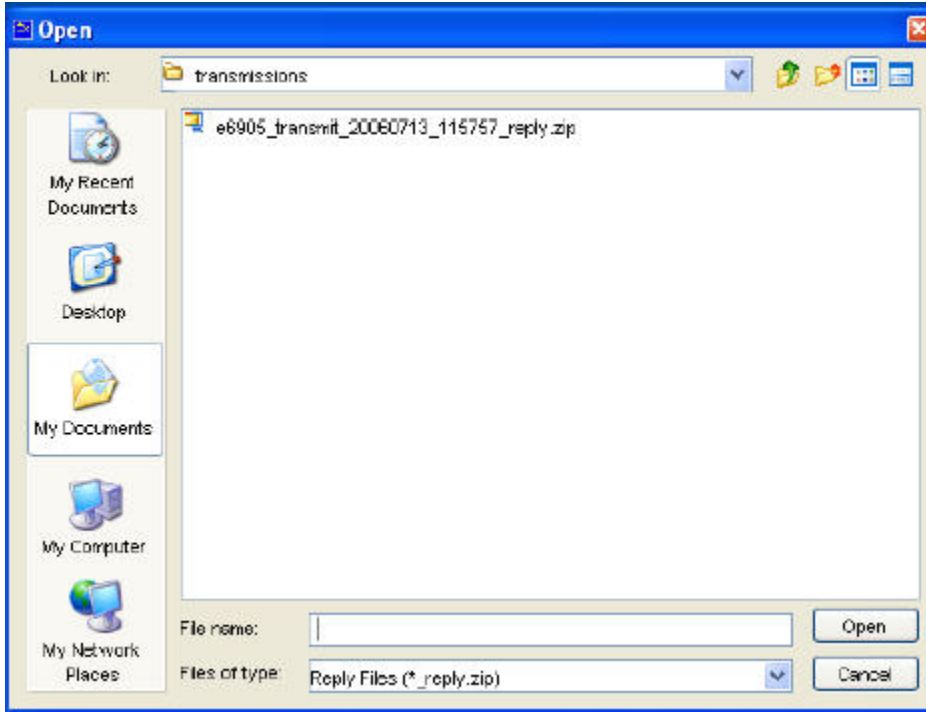 Open
Look in:
transmissions
e6905_transmit_20060713_115757_reply.zip
My Recent
Documents
Desktop
My Documents
My Computer
My Network
Places
File name:
Open
Files of type:
Reply Files (*_reply.zip)
Cancel